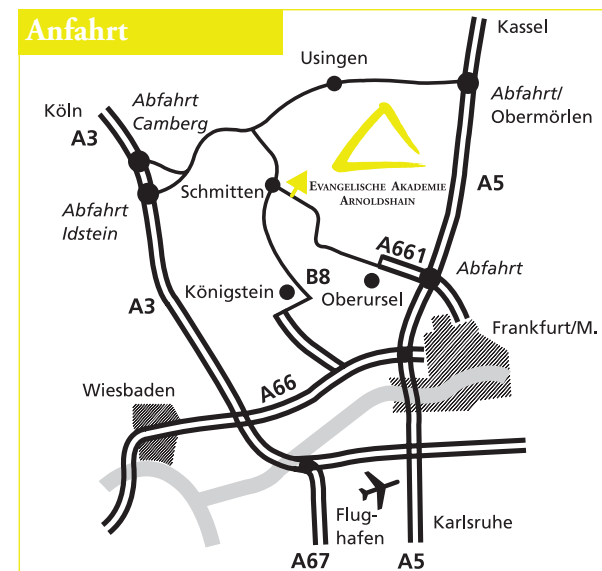 Anfahrt
Kassel
Usingen
Abfahrt
Camberg
Köln
A3
Abfahrt/
Obermörlen
Schmitten
EVANGELISCHE AKADEMIE
ARNOLDSHAIN
A5
Abfahrt
Idstein
A661
Abfahrt
B8
Königstein
Oberursel
A3
Frankfurt/M.
Wiesbaden
A66
Flug-
hafen
Karlsruhe
A67
A5